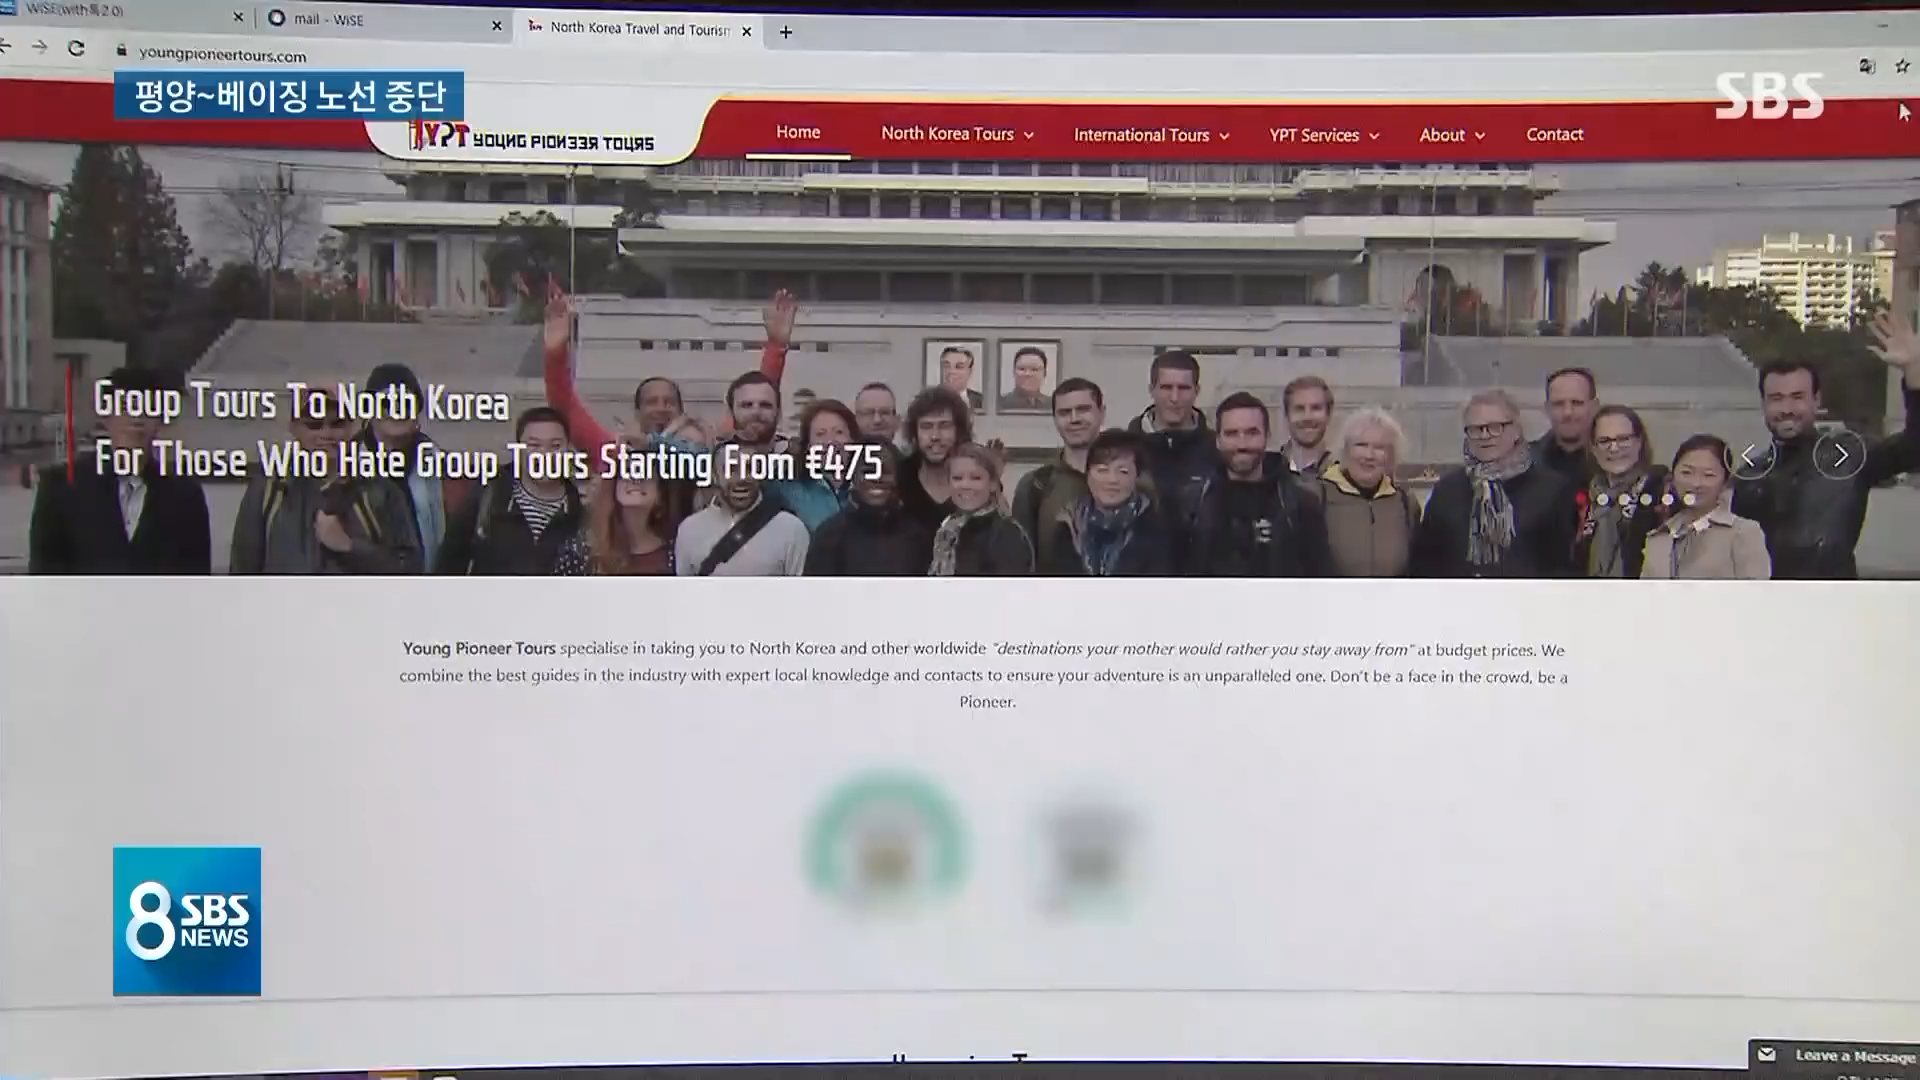 WiSE(with톡2.0)
mail - WiSE
North Korea Travel and Tourism
youngpioneertours.com
평양~베이징 노선 중단
SBS
YPT YOUNG PIONEER TOURS
Home
North Korea Tours
International Tours
YPT Services
About
Contact
Group Tours To North Korea
For Those Who Hate Group Tours Starting From €475
Young Pioneer Tours specialise in taking you to North Korea and other worldwide "destinations your mother would rather you stay away from" at budget prices. We
combine the best guides in the industry with expert local knowledge and contacts to ensure your adventure is an unparalleled one. Don't be a face in the crowd, be a
Pioneer.
8 SBS
NEWS
Leave a Message